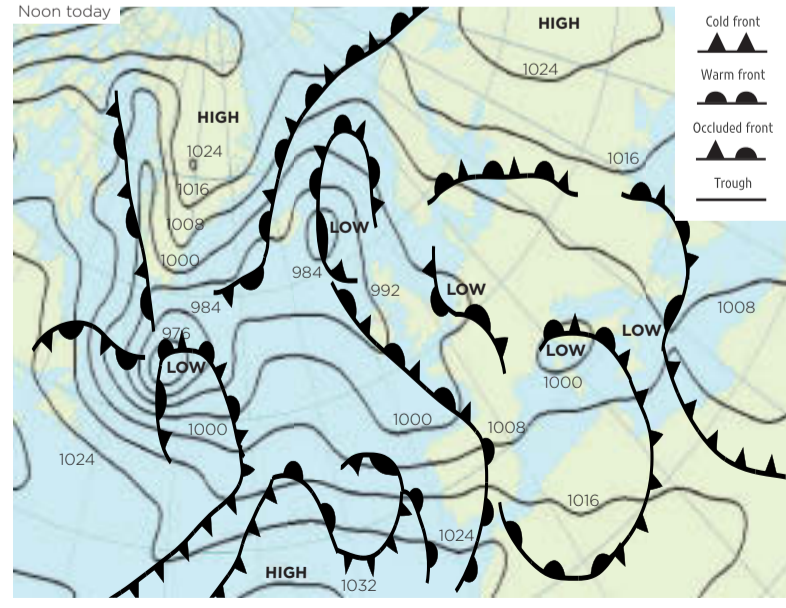 Noon today
HIGH
Cold front
1024
Warm front
HIGH
Occluded front
1024
1016
1016
Trough
1008
LOW
1000
984
992
LOW
984
1008
976
LOW
LOW
LOW
1000
1000
1000
1008
1024
1016
1024
HIGH
1032